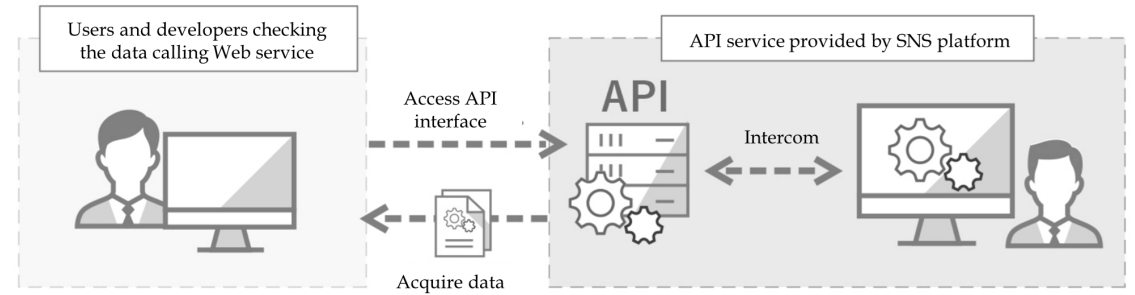 Users and developers checking
the data calling Web service
API service provided by SNS platform
Access API
interface
API
Intercom
Acquire data